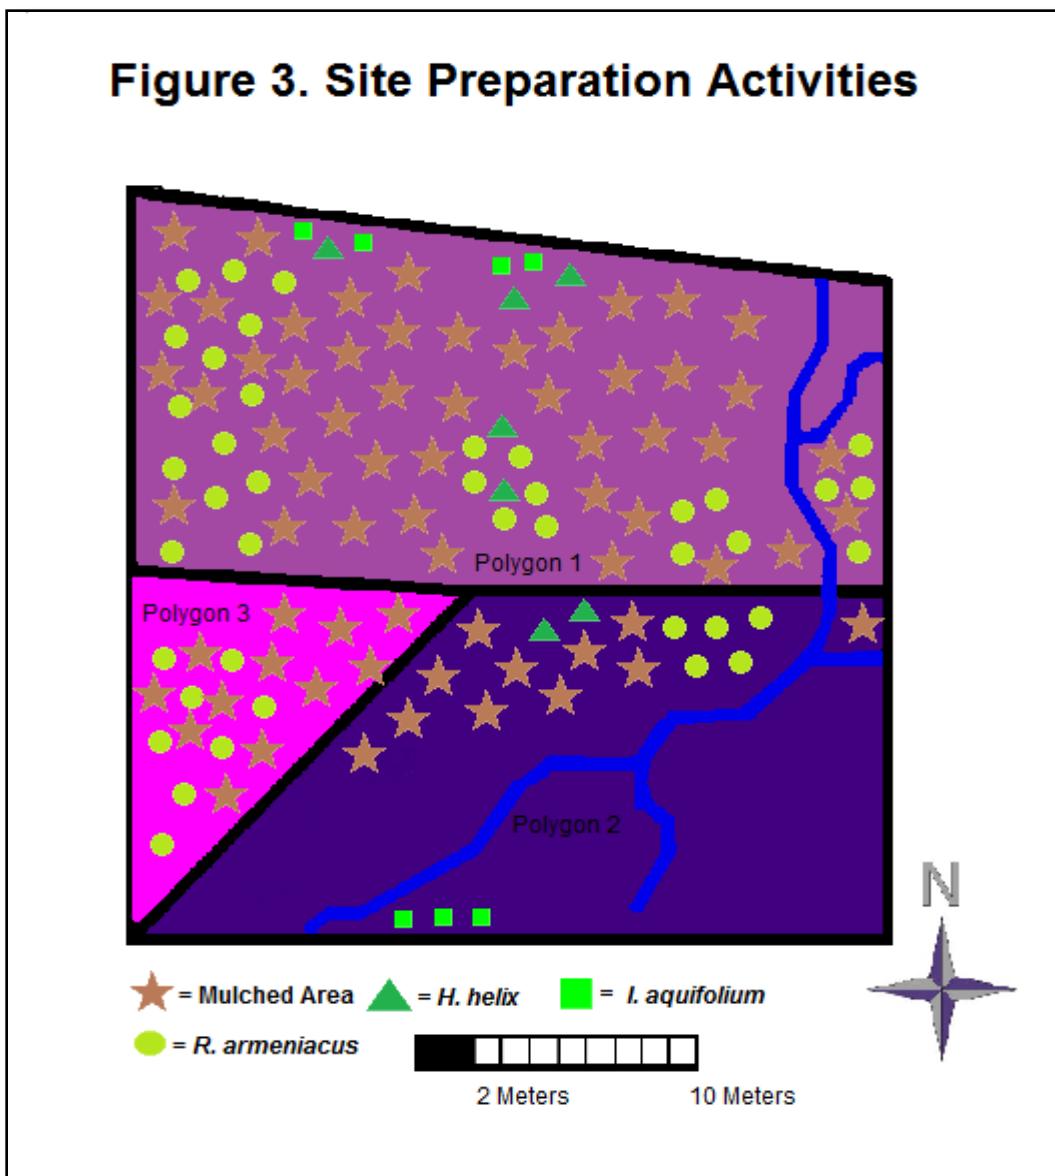 Figure 3. Site Preparation Activities
Polygon 1
Polygon 3
Polygon 2
N
= Mulched Area = H. helix = I. aquifolium
= R. armeniacus
2 Meters 10 Meters